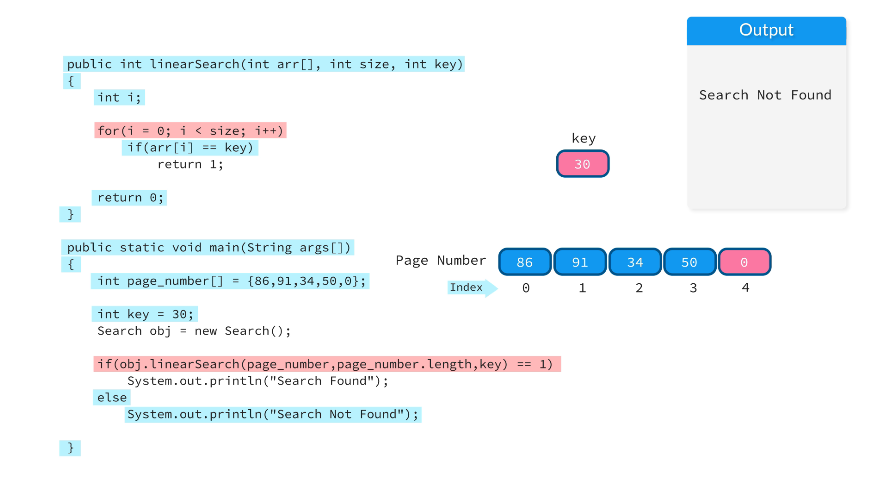 public int linearSearch(int arr[], int size, int key)
{
int i;
for(i = 0; i < size; i++)
if(arr[i] == key)
return 1;
return 0;
}
public static void main(String args[])
{
int page_number[] = {86,91,34,50,0};
int key = 30;
Search obj = new Search();
if(obj.linearSearch(page_number,page_number.length,key) == 1)
System.out.println("Search Found");
else
System.out.println("Search Not Found");
}
key
30
Page Number 86 91 34 50 0
Index 0 1 2 3 4
Output
Search Not Found